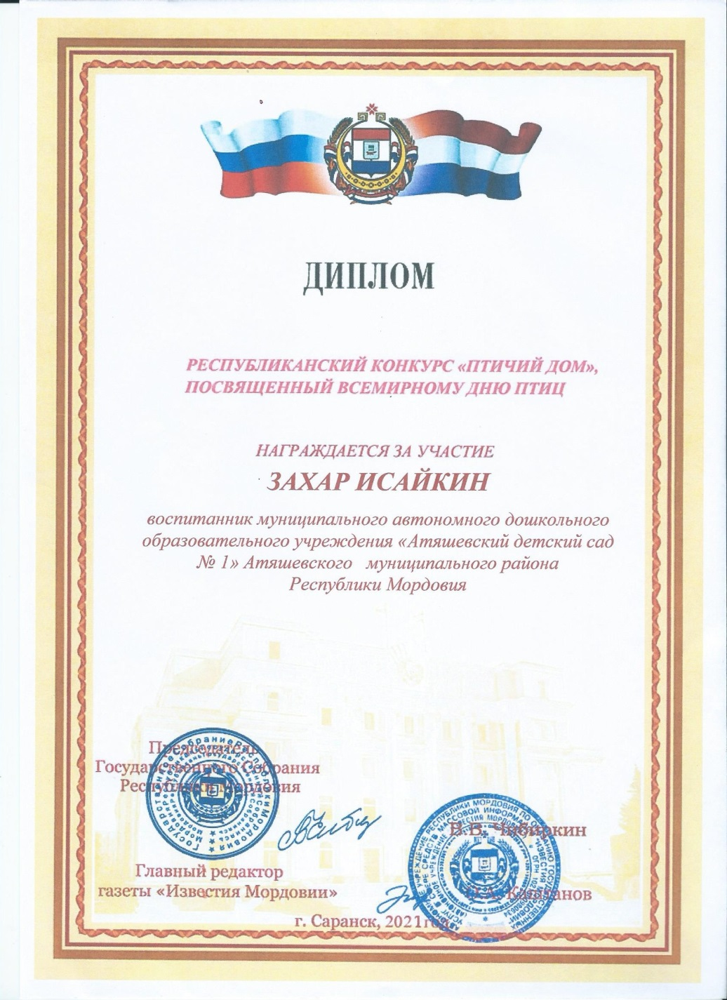 ДИПЛОМ
РЕСПУБЛИКАНСКИЙ КОНКУРС «ПТИЧИЙ ДОМ»,
ПОСВЯЩЕННЫЙ ВСЕМИРНОМУ ДНЮ ПТИЦ
НАГРАЖДАЕТСЯ ЗА УЧАСТИЕ
ЗАХАР ИСАЙКИН
воспитанник муниципального автономного дошкольного
образовательного учреждения «Атяшевский детский сад
№ 1» Атяшевского муниципального района
Республики Мордовия
Председатель
Государственного Собрания
Республики Мордовия
В.В. Чибиркин
Главный редактор
газеты «Известия Мордовии»
Каштанов
г. Саранск, 2021год